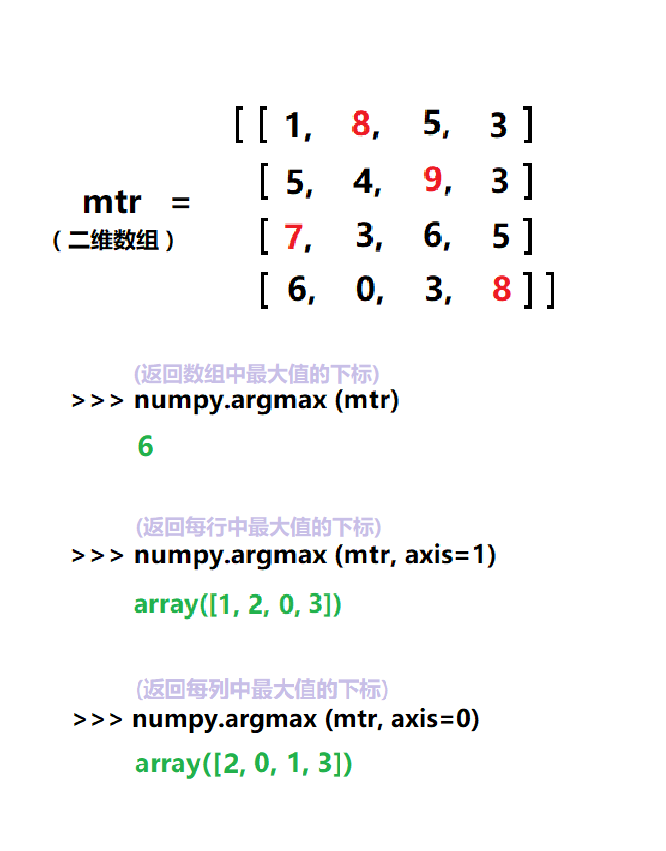 [ [ 1, 8, 5, 3 ]
[ 5, 4, 9, 3 ]
mtr =
(二维数组)
[ 7, 3, 6, 5 ]
[ 6, 0, 3, 8 ] ]
(返回数组中最大值的下标)
>>> numpy.argmax (mtr)
6
(返回每行中最大值的下标)
>>> numpy.argmax (mtr, axis=1)
array([1, 2, 0, 3])
(返回每列中最大值的下标)
>>> numpy.argmax (mtr, axis=0)
array([2, 0, 1, 3])